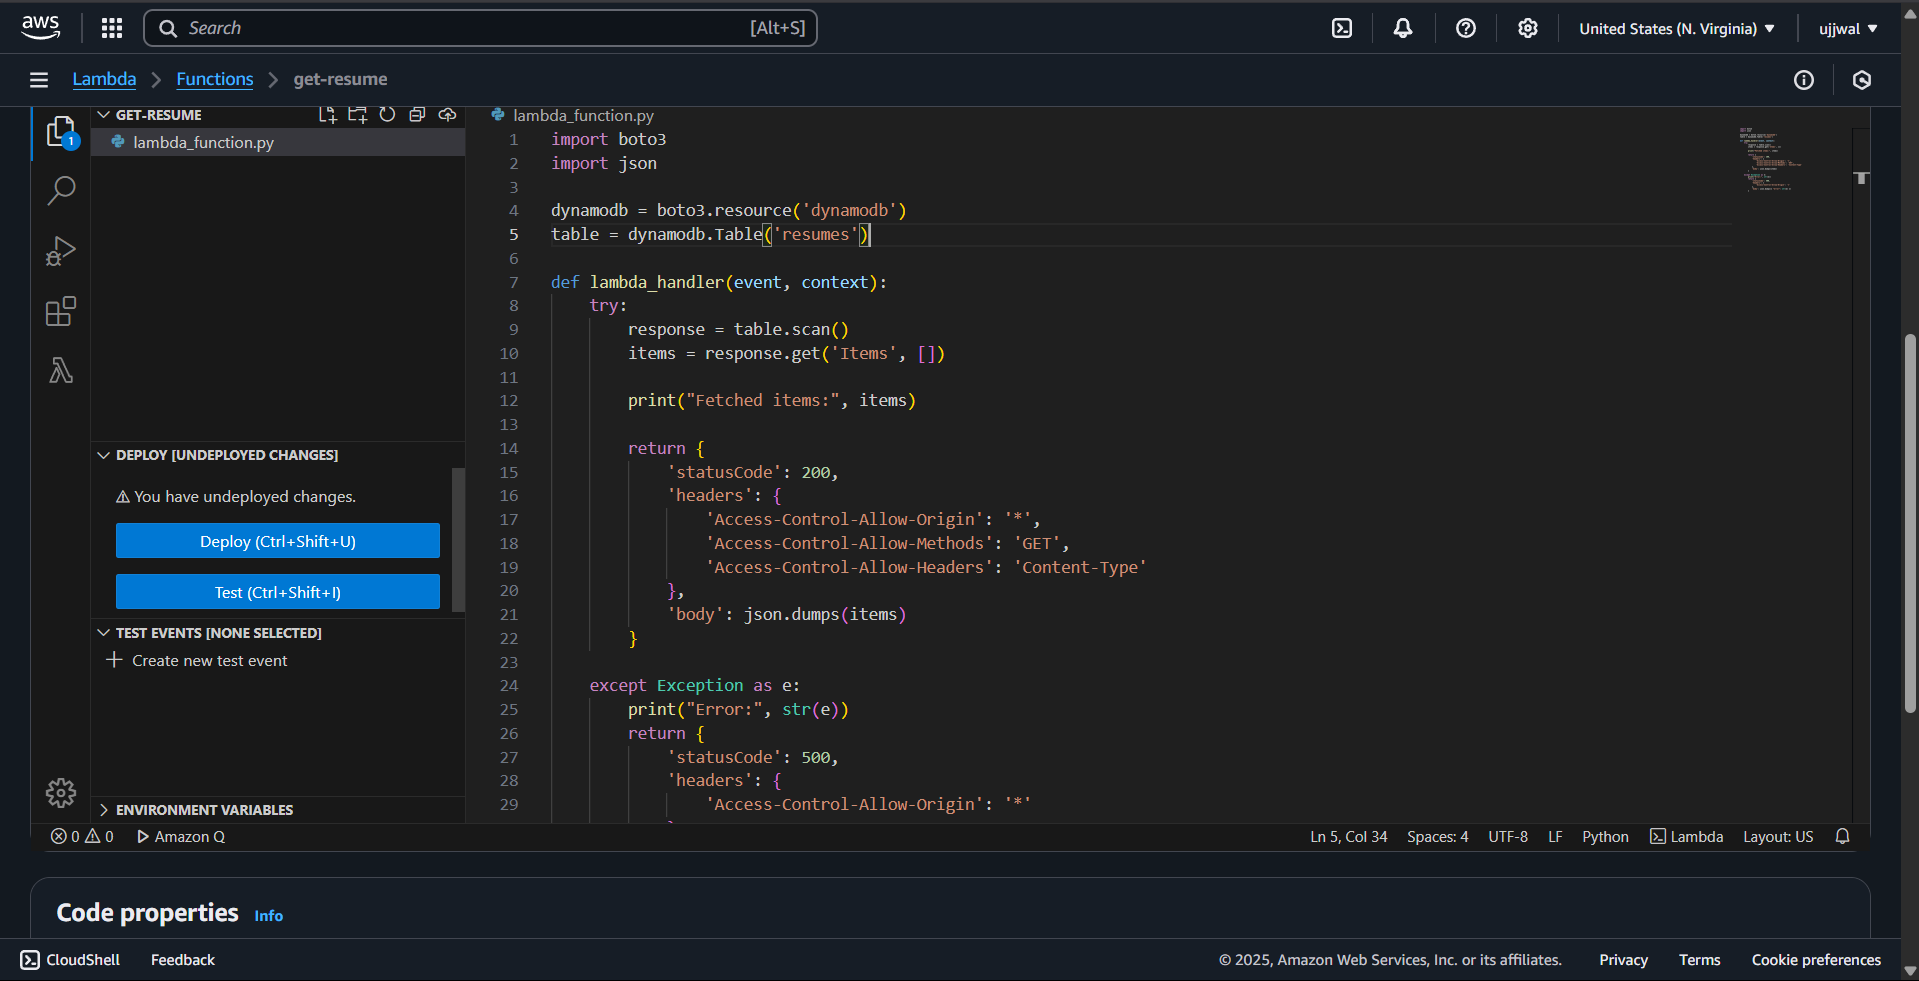 aws
Search [Alt+S]
United States (N. Virginia) ujjwal
Lambda Functions get-resume
GET-RESUME
1
lambda_function.py
DEPLOY [UNDEPLOYED CHANGES]
You have undeployed changes.
Deploy (Ctrl+Shift+U)
Test (Ctrl+Shift+I)
TEST EVENTS [NONE SELECTED]
Create new test event
ENVIRONMENT VARIABLES
lambda_function.py
1 import boto3
2 import json
3
4 dynamodb = boto3.resource('dynamodb')
5 table = dynamodb.Table('resumes')
6
7 def lambda_handler(event, context):
8 try:
9 response = table.scan()
10 items = response.get('Items', [])
11
12 print("Fetched items:", items)
13
14 return {
15 'statusCode': 200,
16 'headers': {
17 'Access-Control-Allow-Origin': '*',
18 'Access-Control-Allow-Methods': 'GET',
19 'Access-Control-Allow-Headers': 'Content-Type'
20 },
21 'body': json.dumps(items)
22 }
23
24 except Exception as e:
25 print("Error:", str(e))
26 return {
27 'statusCode': 500,
28 'headers': {
29 'Access-Control-Allow-Origin': '*'
0 0 Amazon Q
Ln 5, Col 34 Spaces: 4 UTF-8 LF Python Lambda Layout: US
Code properties Info
CloudShell Feedback
© 2025, Amazon Web Services, Inc. or its affiliates. Privacy Terms Cookie preferences